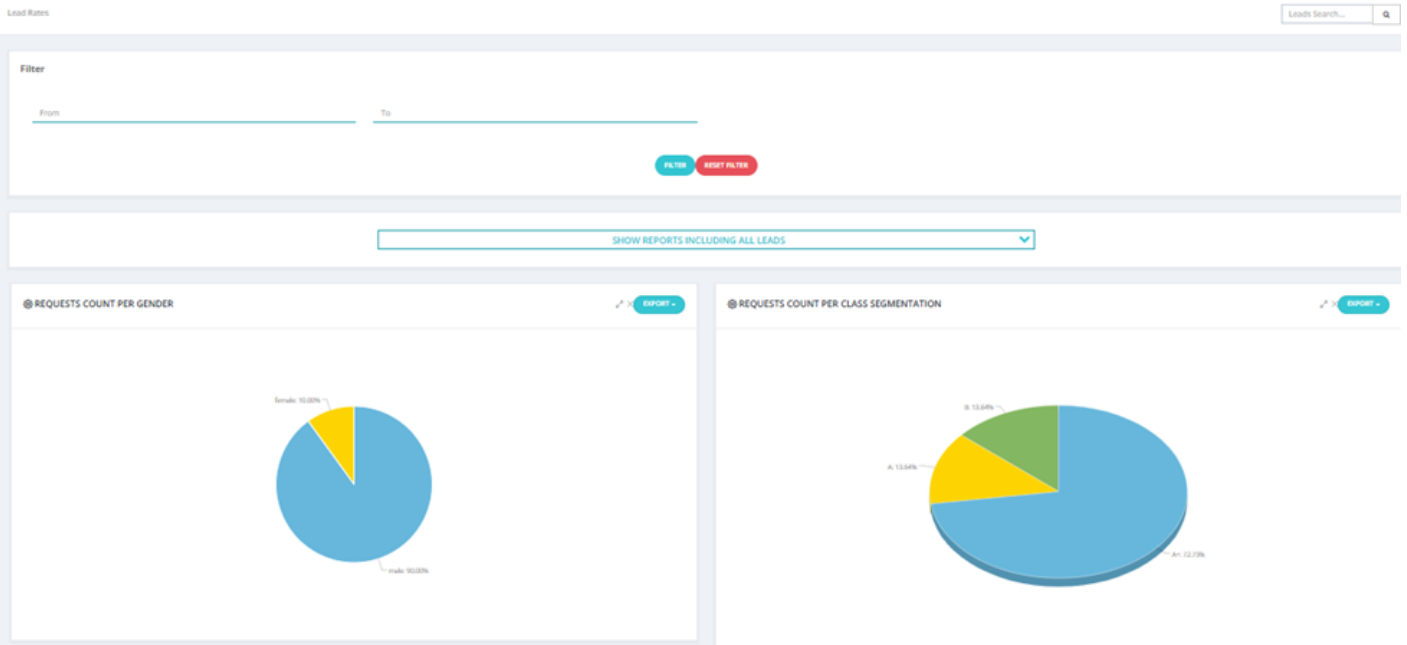 Lead Rates
Leads Search...
Filter
From
To
FILTER
RESET FILTER
SHOW REPORTS INCLUDING ALL LEADS
REQUESTS COUNT PER GENDER
EXPORT
female: 10.00%
male: 90.00%
REQUESTS COUNT PER CLASS SEGMENTATION
EXPORT
B: 13.64%
A: 13.64%
A+: 72.73%